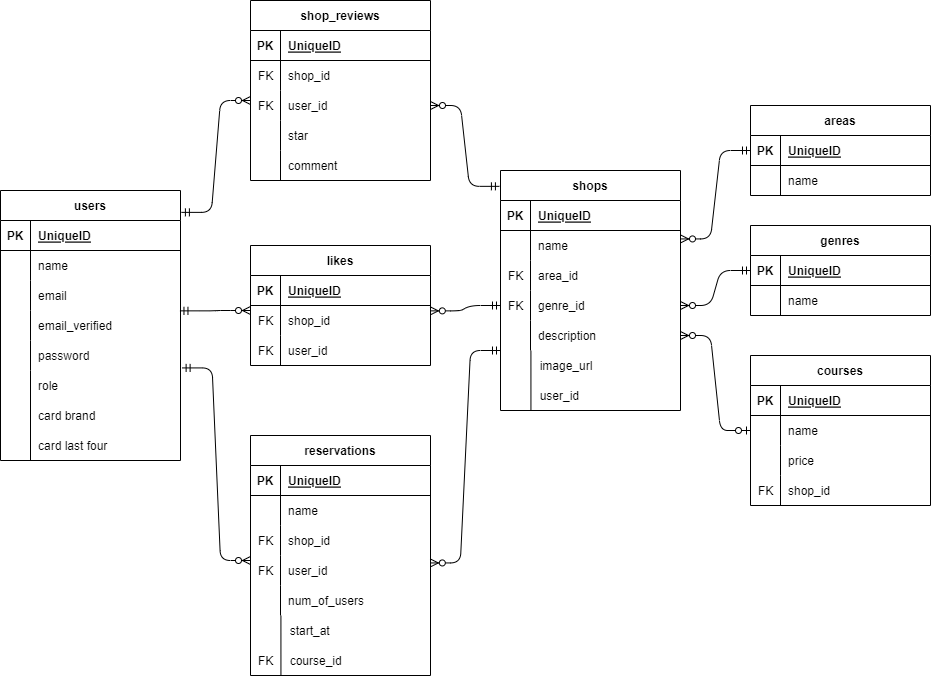 shop_reviews
PK UniqueID
FK shop_id
FK user_id
star
comment
users
PK UniqueID
name
email
email_verified
password
role
card brand
card last four
likes
PK UniqueID
FK shop_id
FK user_id
reservations
PK UniqueID
name
FK shop_id
FK user_id
num_of_users
start_at
FK course_id
shops
PK UniqueID
name
FK area_id
FK genre_id
description
image_url
user_id
areas
PK UniqueID
name
genres
PK UniqueID
name
courses
PK UniqueID
name
price
FK shop_id